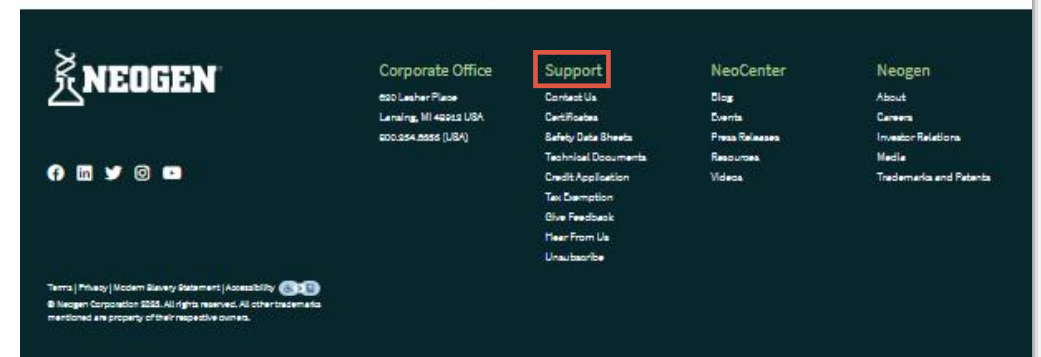 NEOGEN
Corporate Office
620 Lesher Place
Lansing, MI 48912 USA
800.234.5333 (USA)
Support
Contact Us
Certificates
Safety Data Sheets
Technical Documents
Credit Application
Tax Exemption
Give Feedback
Hear From Us
Unsubscribe
NeoCenter
Blog
Events
Press Releases
Resources
Videos
Neogen
About
Careers
Investor Relations
Media
Trademarks and Patents
Terms | Privacy | Modern Slavery Statement | Accessibility
© Neogen Corporation All rights reserved. All other trademarks
mentioned are property of their respective owners.